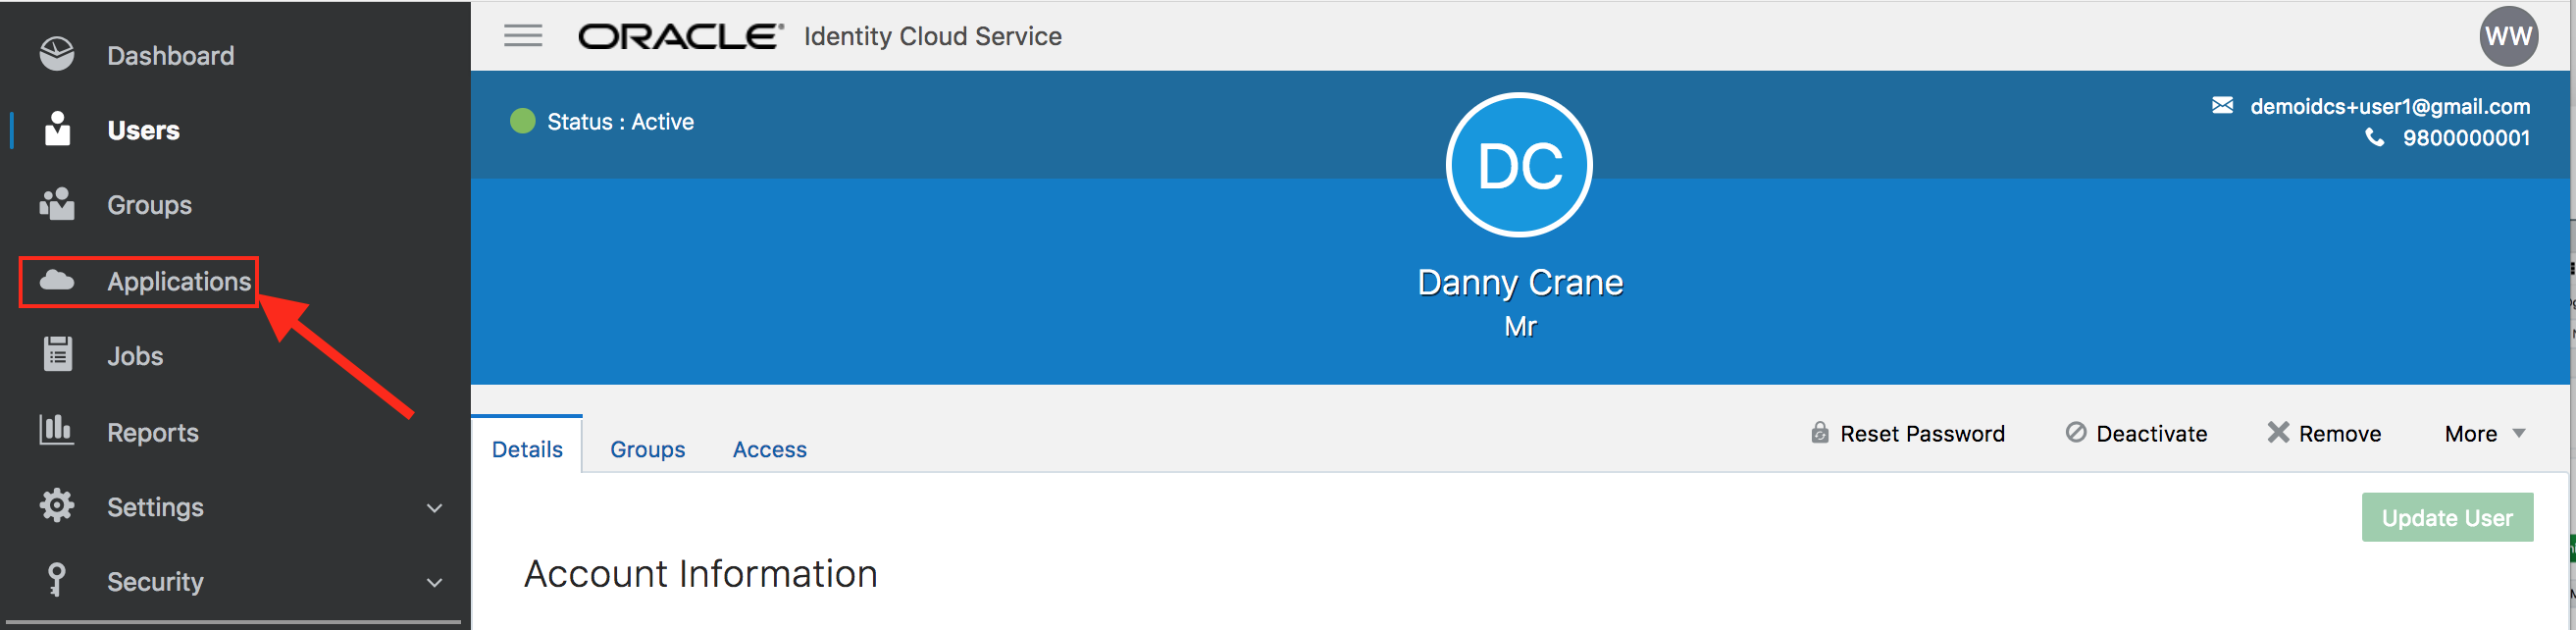 Dashboard
Users
Groups
Applications
Jobs
Reports
Settings
Security
ORACLE® Identity Cloud Service
WW
Status : Active
demoidcs+user1@gmail.com
9800000001
DC
Danny Crane
Mr
Details Groups Access
Reset Password Deactivate Remove More
Update User
Account Information